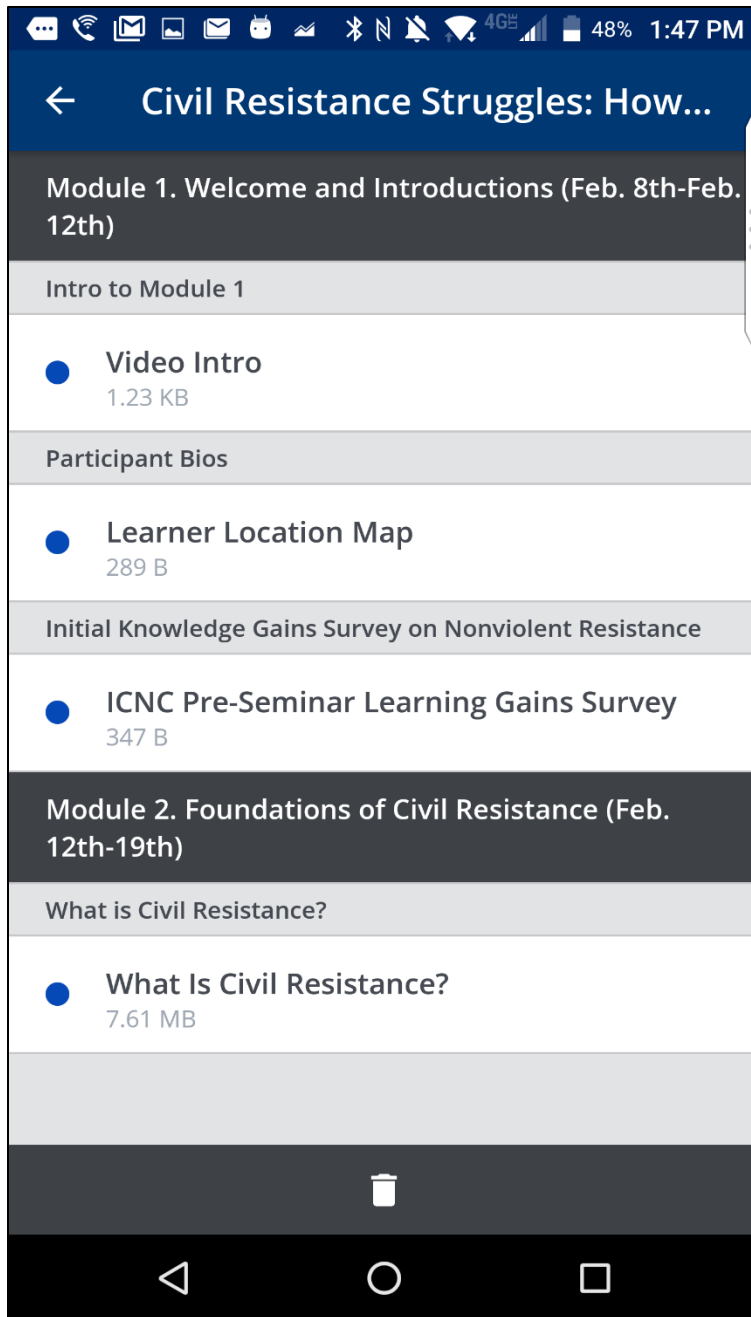 4G 48% 1:47 PM
Civil Resistance Struggles: How...
Module 1. Welcome and Introductions (Feb. 8th-Feb.
12th)
Intro to Module 1
Video Intro
1.23 KB
Participant Bios
Learner Location Map
289 B
Initial Knowledge Gains Survey on Nonviolent Resistance
ICNC Pre-Seminar Learning Gains Survey
347 B
Module 2. Foundations of Civil Resistance (Feb.
12th-19th)
What is Civil Resistance?
What Is Civil Resistance?
7.61 MB